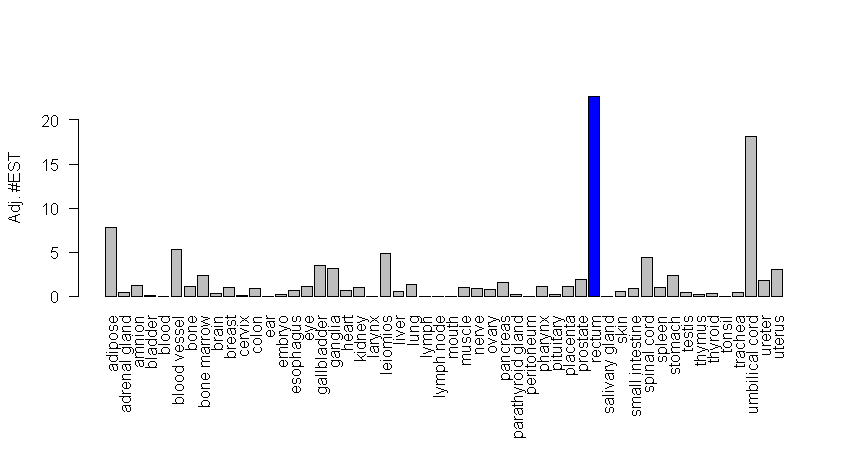 Adj. #EST
20
15
10
5
0
adipose
adrenal gland
amnion
bladder
blood
blood vessel
bone
bone marrow
brain
breast
cervix
colon
ear
embryo
esophagus
eye
gallbladder
ganglia
heart
kidney
larynx
leiomios
liver
lung
lymph
lymph node
mouth
muscle
nerve
ovary
pancreas
parathyroid gland
peritoneum
pharynx
pituitary
placenta
prostate
rectum
salivary gland
skin
small intestine
spinal cord
spleen
stomach
testis
thymus
thyroid
tonsil
trachea
umbilical cord
ureter
uterus